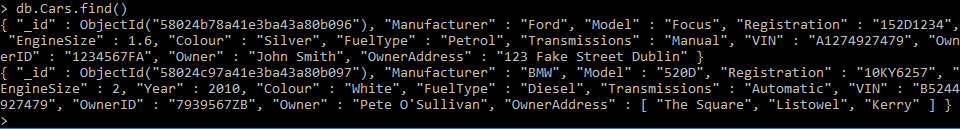 > db.Cars.find()
{ "_id" : ObjectId("58024b78a41e3ba43a80b096"), "Manufacturer" : "Ford", "Model" : "Focus", "Registration" : "152D1234",
"EngineSize" : 1.6, "Colour" : "Silver", "FuelType" : "Petrol", "Transmissions" : "Manual", "VIN" : "A1274927479", "Own
erID" : "1234567FA", "Owner" : "John Smith", "OwnerAddress" : "123 Fake Street Dublin" }
{ "_id" : ObjectId("58024c97a41e3ba43a80b097"), "Manufacturer" : "BMW", "Model" : "520D", "Registration" : "10KY6257", "
EngineSize" : 2, "Year" : 2010, "Colour" : "White", "FuelType" : "Diesel", "Transmissions" : "Automatic", "VIN" : "B5244
927479", "OwnerID" : "7939567ZB", "Owner" : "Pete O'Sullivan", "OwnerAddress" : [ "The Square", "Listowel", "Kerry" ] }
>